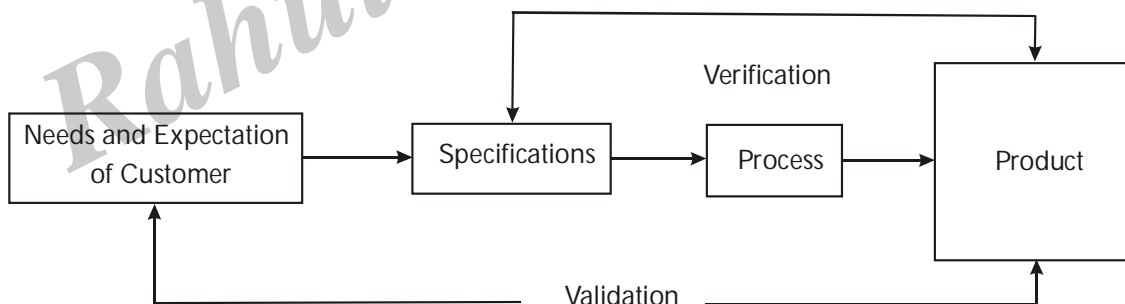 Verification
Needs and Expectation
of Customer
Specifications
Process
Product
Validation